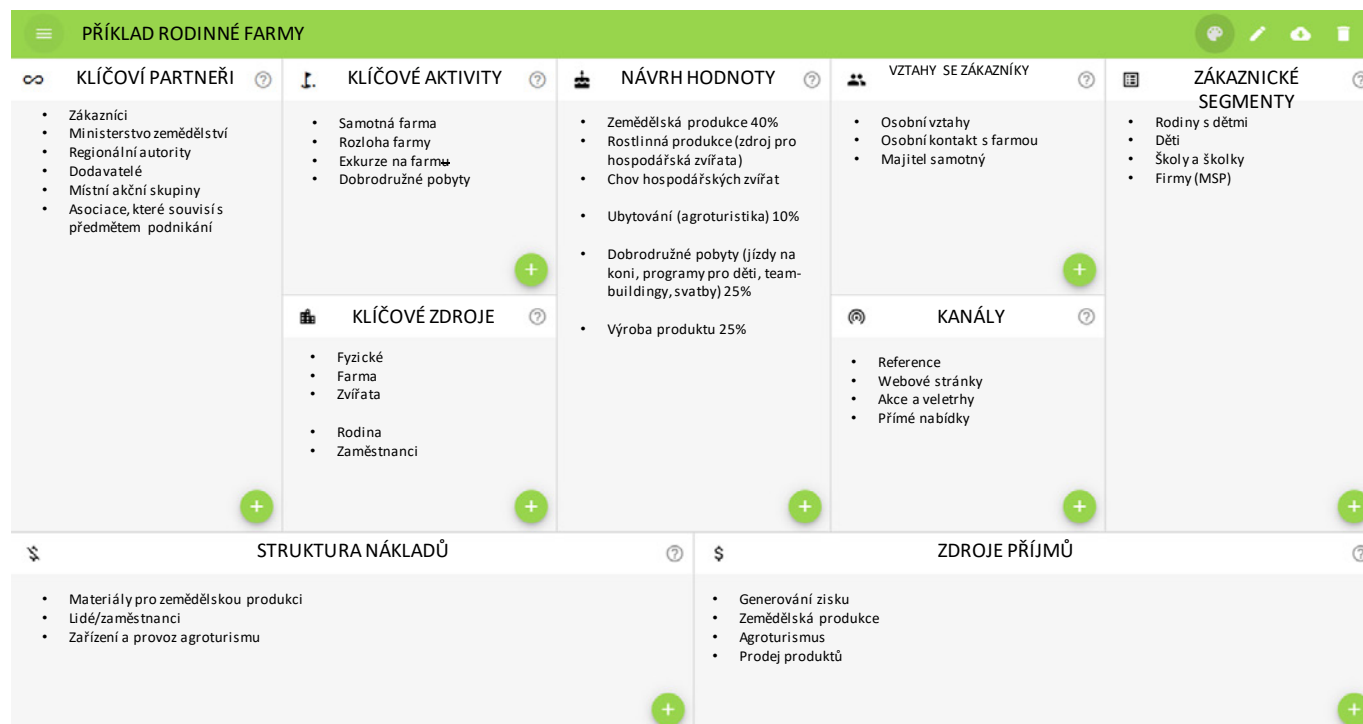 PŘÍKLAD RODINNÉ FARMY
KLÍČOVÍ PARTNEŘI
Zákazníci
Ministerstvo zemědělství
Regionální autority
Dodavatelé
Místní akční skupiny
Asociace, které souvisí s
předmětem podnikání
KLÍČOVÉ AKTIVITY
Samotná farma
Rozloha farmy
Exkurze na farmu
Dobrodružné pobyty
KLÍČOVÉ ZDROJE
Fyzické
Farma
Zvířata
Rodina
Zaměstnanci
NÁVRH HODNOTY
Zemědělská produkce 40%
Rostlinná produkce (zdroj pro
hospodářská zvířata)
Chov hospodářských zvířat
Ubytování (agroturistika) 10%
Dobrodružné pobyty (jízdy na
koni, programy pro děti, team-
buildingy, svatby) 25%
Výroba produktu 25%
VZTAHY SE ZÁKAZNÍKY
Osobní vztahy
Osobní kontakt s farmou
Majitel samotný
KANÁLY
Reference
Webové stránky
Akce a veletrhy
Přímé nabídky
ZÁKAZNICKÉ
SEGMENTY
Rodiny s dětmi
Děti
Školy a školky
Firmy (MSP)
STRUKTURA NÁKLADŮ
Materiály pro zemědělskou produkci
Lidé/zaměstnanci
Zařízení a provoz agroturismu
ZDROJE PŘÍJMŮ
Generování zisku
Zemědělská produkce
Agroturismus
Prodej produktů